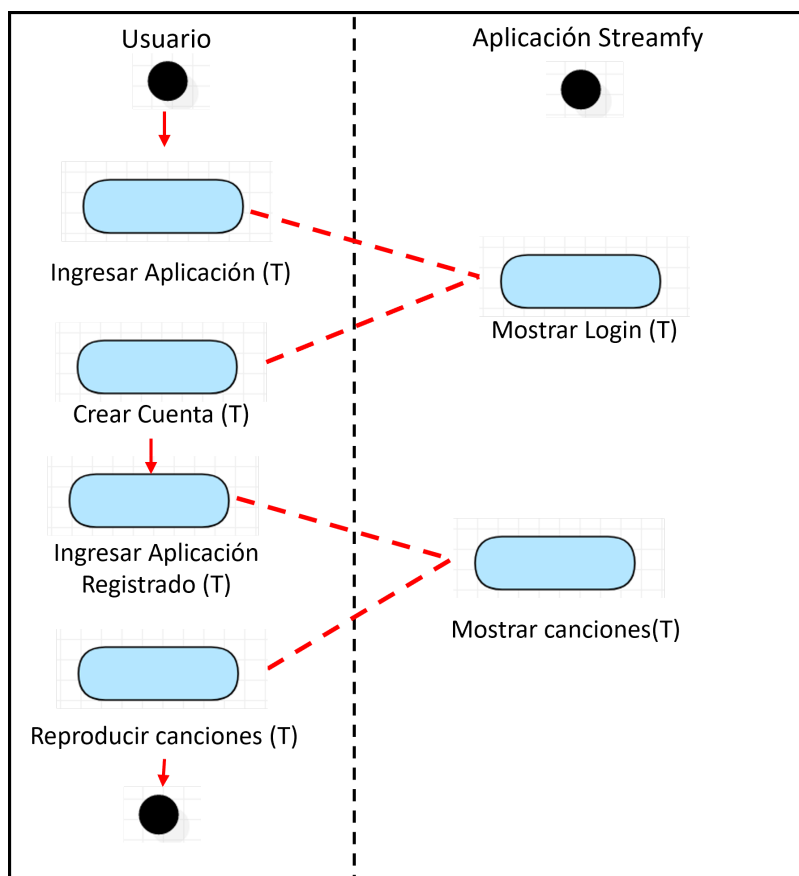 Usuario
Aplicación Streamfy
Ingresar Aplicación (T)
Mostrar Login (T)
Crear Cuenta (T)
Ingresar Aplicación
Registrado (T)
Mostrar canciones(T)
Reproducir canciones (T)